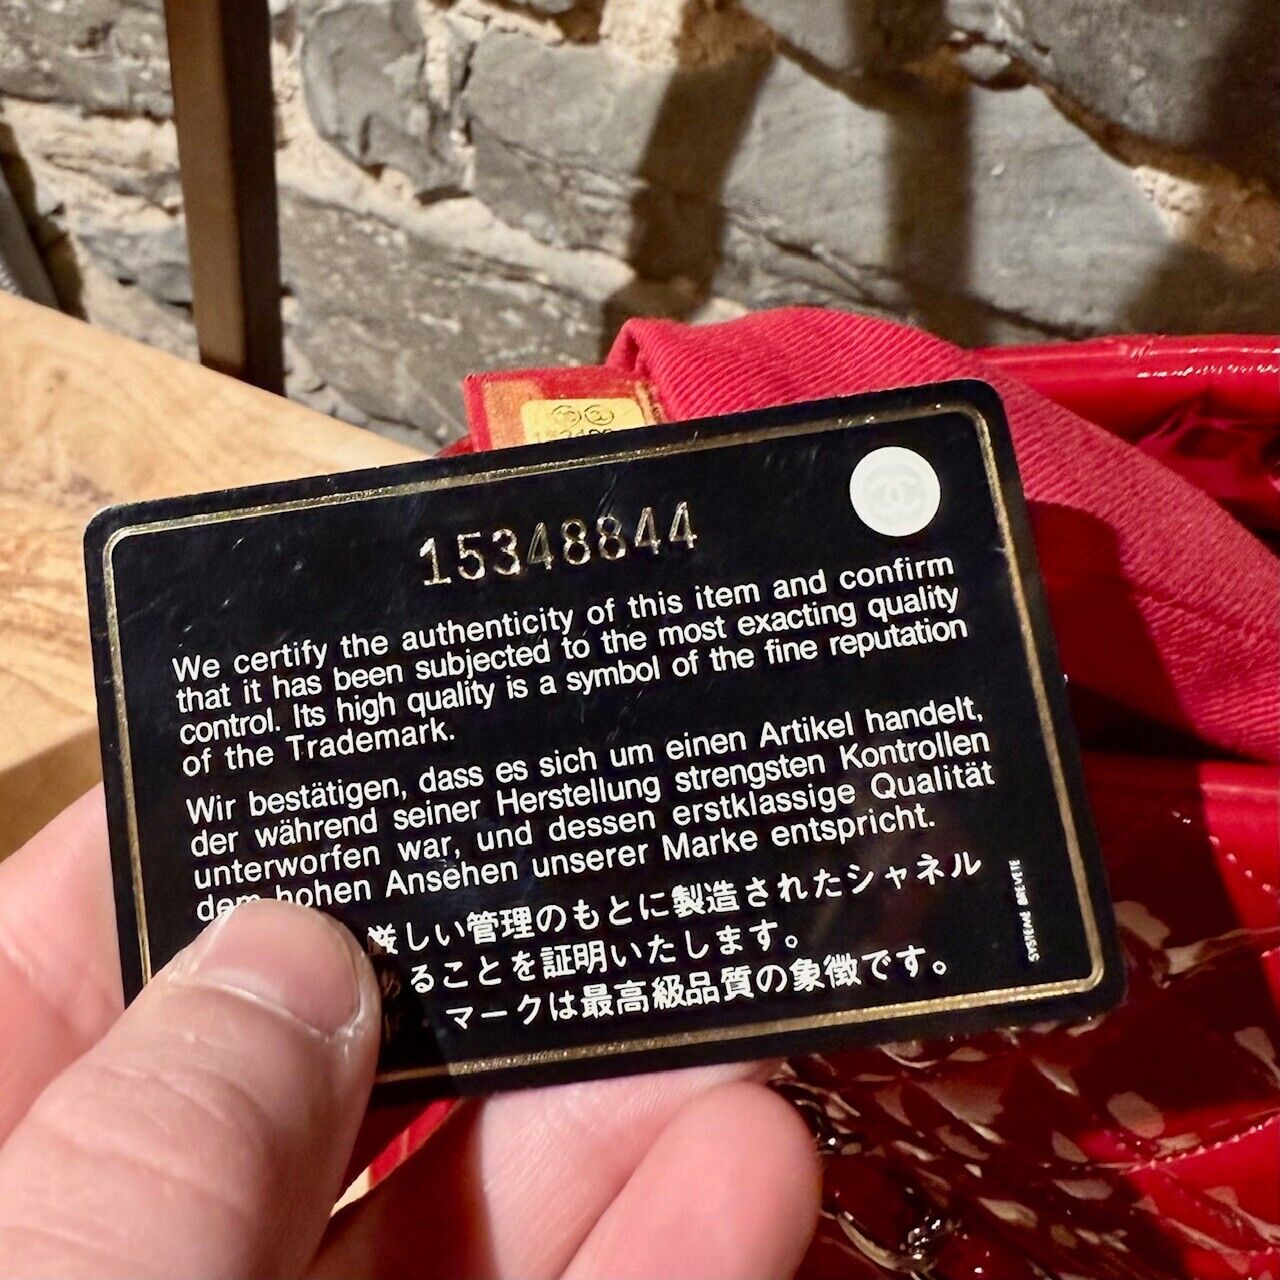 15348844
We certify the authenticity of this item and confirm
that it has been subjected to the most exacting quality
control. Its high quality is a symbol of the fine reputation
of the Trademark.
Wir bestätigen, dass es sich um einen Artikel handelt,
der während seiner Herstellung strengsten Kontrollen
unterworfen war, und dessen erstklassige Qualität
dem hohen Ansehen unserer Marke entspricht.
厳しい管理のもとに製造されたシャネル
ることを証明いたします。
マークは最高級品質の象徴です。